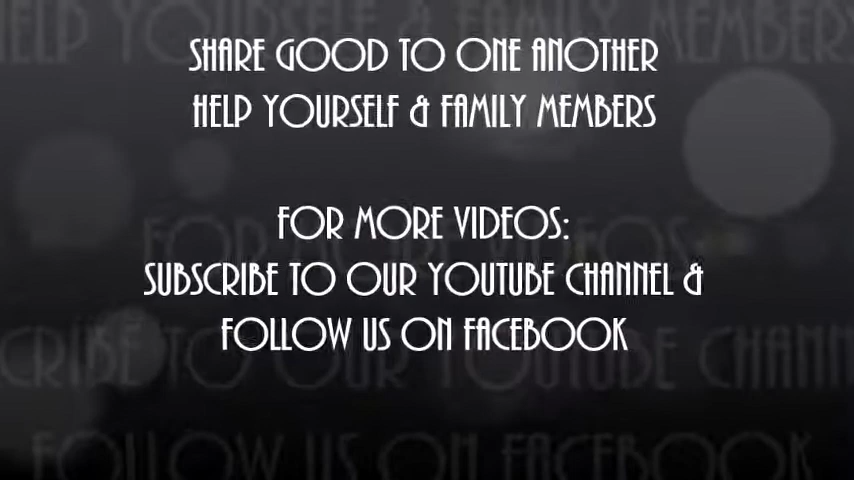 SHARE GOOD TO ONE ANOTHER
HELP YOURSELF & FAMILY MEMBERS
FOR MORE VIDEOS:
SUBSCRIBE TO OUR YOUTUBE CHANNEL &
FOLLOW US ON FACEBOOK